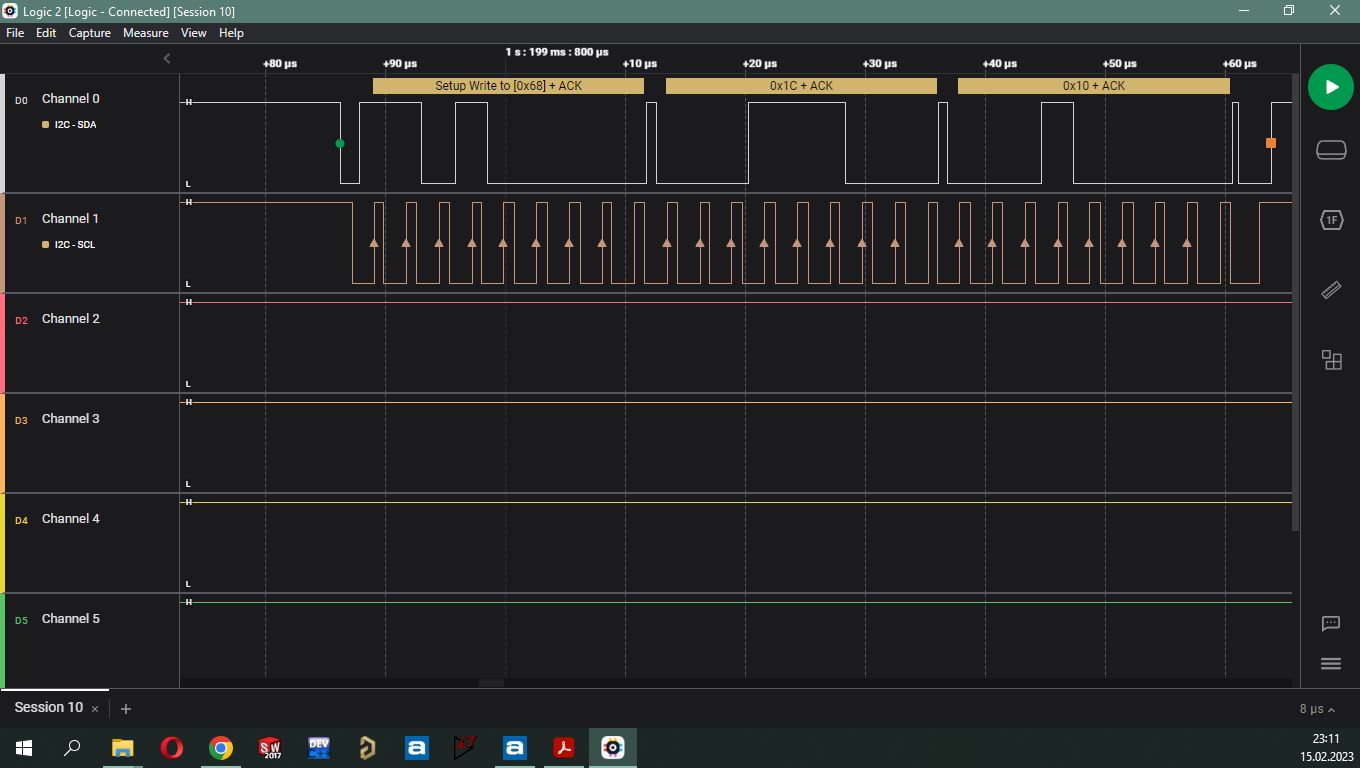 Logic 2 [Logic - Connected] [Session 10]
File Edit Capture Measure View Help
1 s : 199 ms : 800 µs
+80 µs +90 µs +10 µs +20 µs +30 µs +40 µs +50 µs +60 µs
Setup Write to [0x68] + ACK 0x1C + ACK 0x10 + ACK
D0 Channel 0 H
I2C - SDA
L
H
D1 Channel 1
I2C - SCL
L
H
D2 Channel 2
L
H
D3 Channel 3
L
H
D4 Channel 4
L
H
D5 Channel 5
1F
Session 10 × +
8 µs
SW
2017
DEV
C++
a
a
23:11
15.02.2023